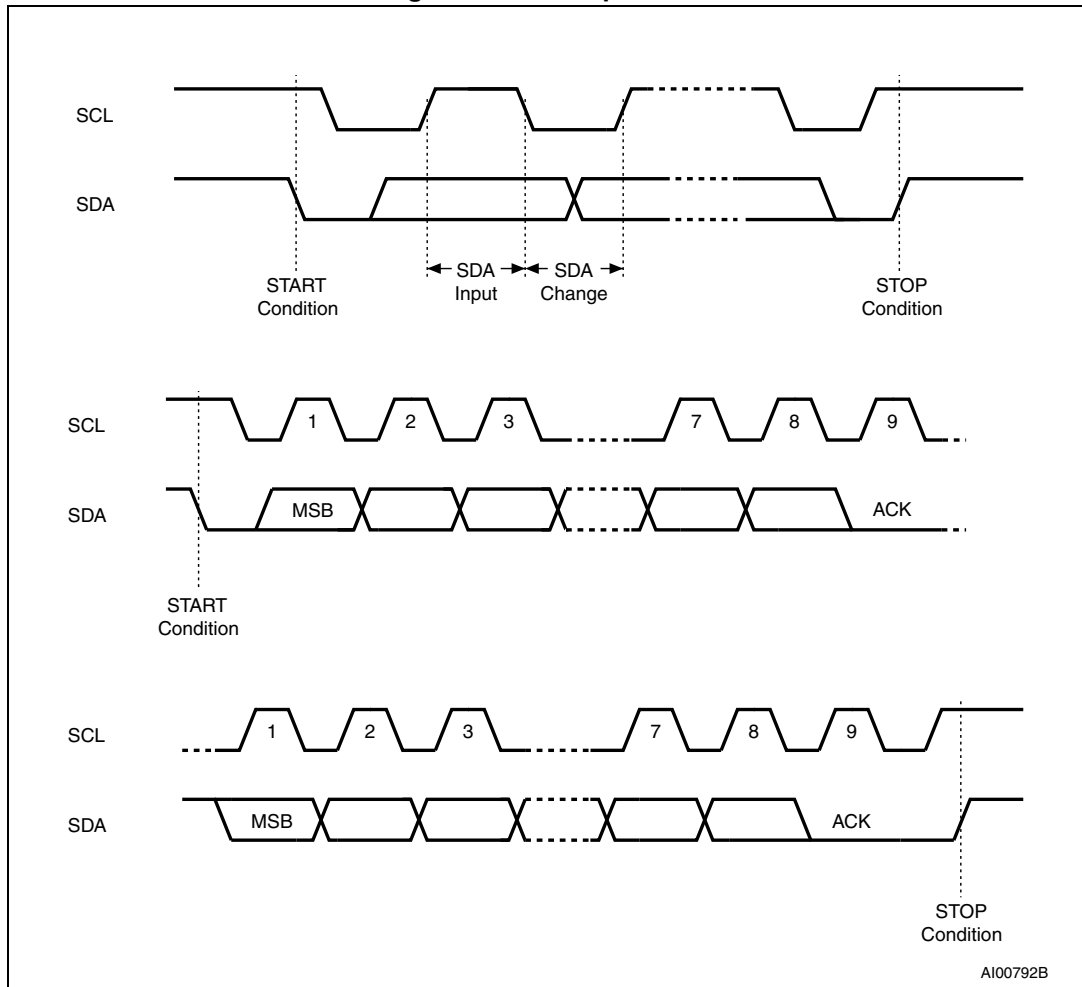 SCL
SDA
SDA
Input
SDA
Change
START
Condition
STOP
Condition
SCL
1 2 3 7 8 9
SDA
MSB ACK
START
Condition
SCL
1 2 3 7 8 9
SDA
MSB ACK
STOP
Condition
AI00792B